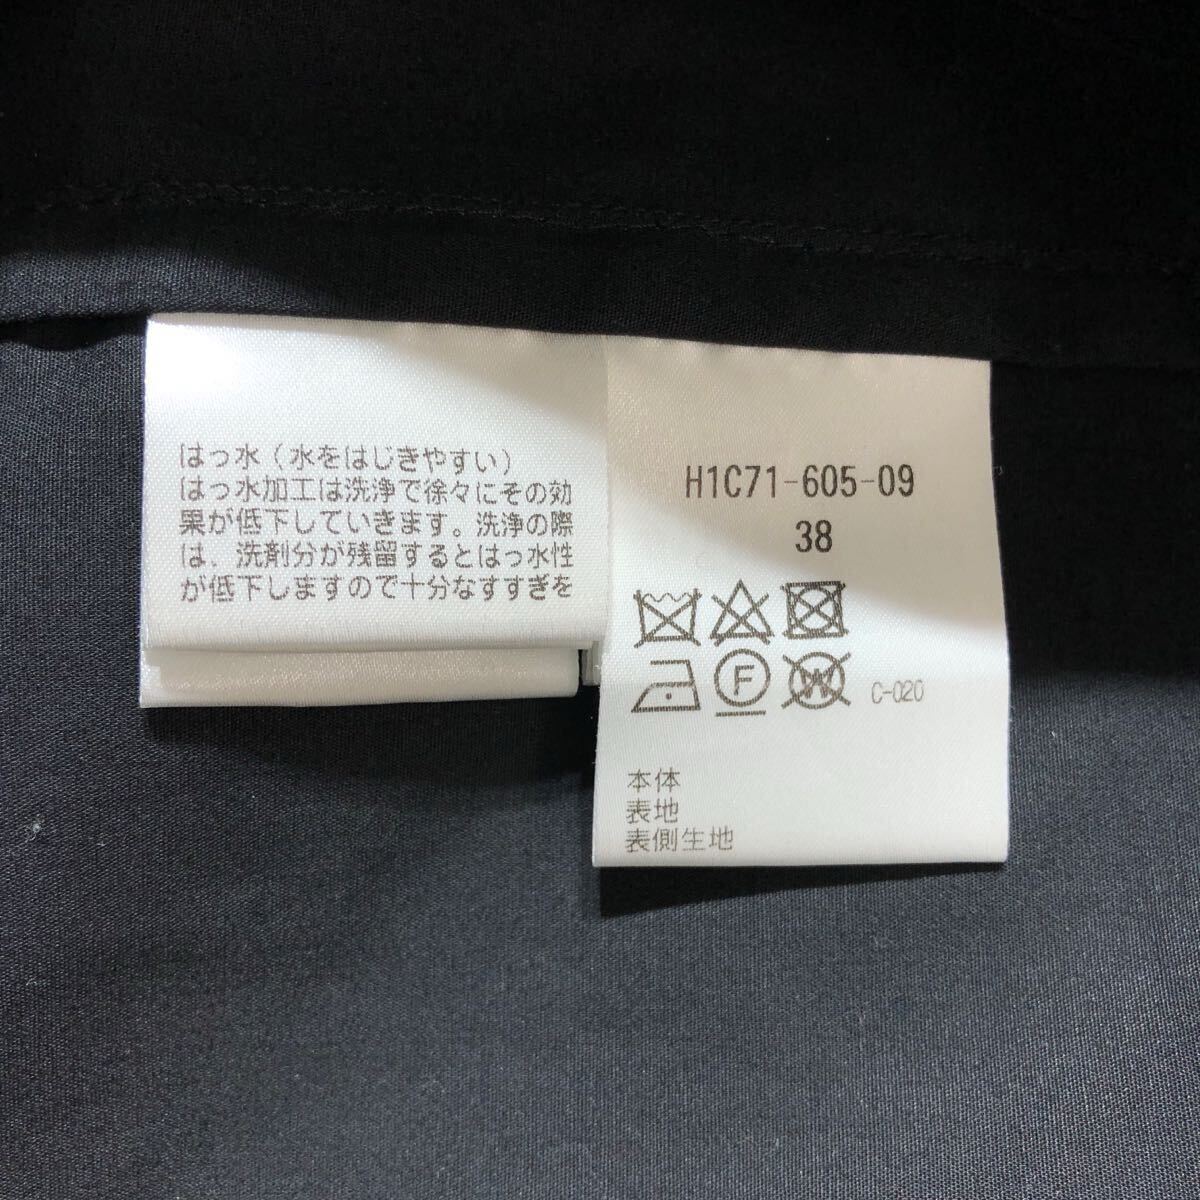 はっ水（水をはじきやすい）
はっ水加工は洗浄で徐々にその効
果が低下していきます。洗浄の際
は、洗剤分が残留するとはっ水性
が低下しますので十分なすすぎを
H1C71-605-09
38
F
W
C-020
本体
表地
表側生地